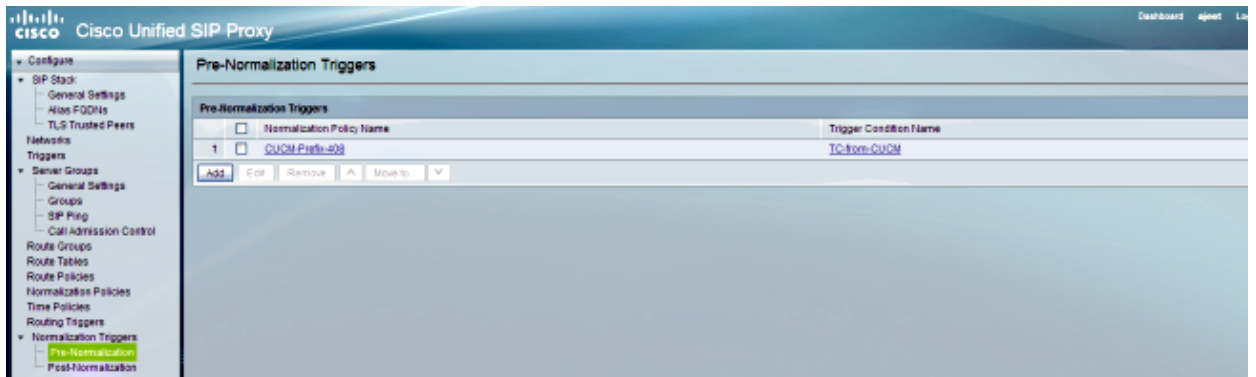 cisco Cisco Unified SIP Proxy
Dashboard ajeet
Configure
SIP Stack
General Settings
Alias FQDNs
TLS Trusted Peers
Networks
Triggers
Server Groups
General Settings
Groups
SIP Ping
Call Admission Control
Route Groups
Route Tables
Route Policies
Normalization Policies
Time Policies
Routing Triggers
Normalization Triggers
Pre-Normalization
Post-Normalization
Pre-Normalization Triggers
Pre-Normalization Triggers
Normalization Policy Name Trigger Condition Name
1 CUCM-Prefix-408 TC-from-CUCM
Add Edit Remove Move to